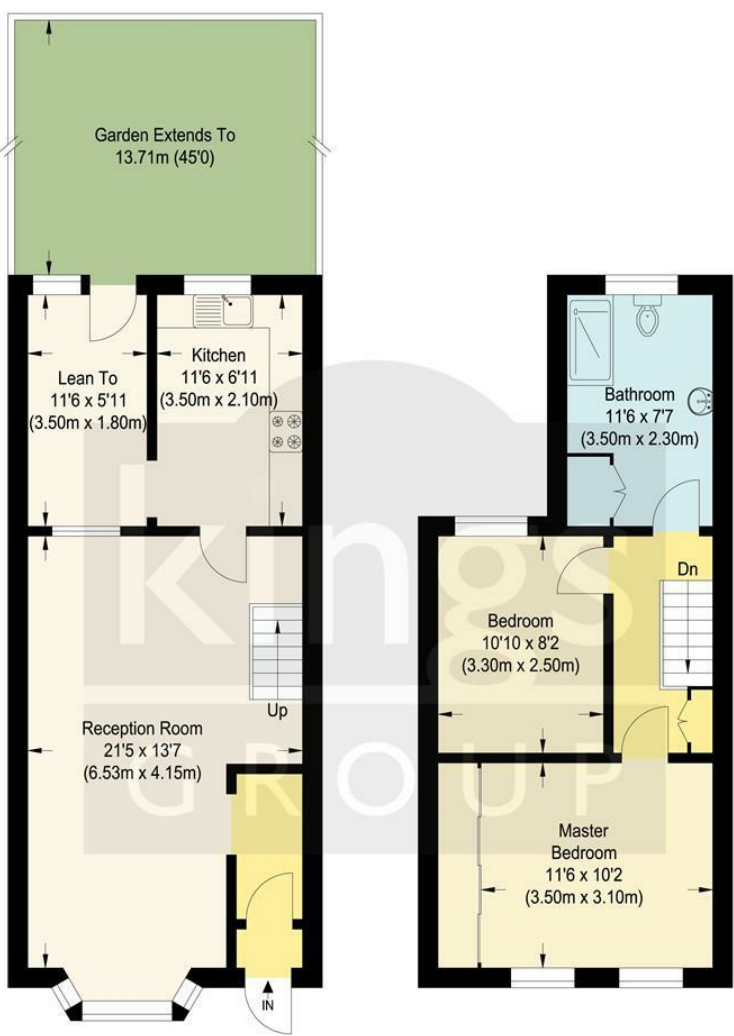 Garden Extends To
13.71m (45'0)
Lean To
11'6 x 5'11
(3.50m x 1.80m)
Kitchen
11'6 x 6'11
(3.50m x 2.10m)
Reception Room
21'5 x 13'7
(6.53m x 4.15m)
Up
IN
Bathroom
11'6 x 7'7
(3.50m x 2.30m)
Dn
Bedroom
10'10 x 8'2
(3.30m x 2.50m)
Master
Bedroom
11'6 x 10'2
(3.50m x 3.10m)
kings
GROUP